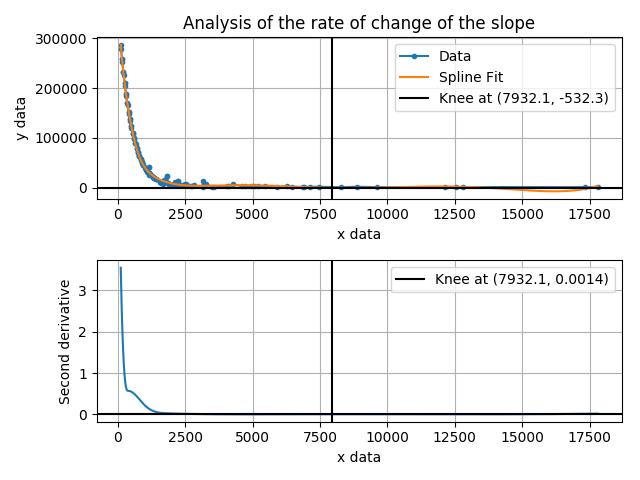 Analysis of the rate of change of the slope
300000
200000
100000
0
y data
Data
Spline Fit
Knee at (7932.1, -532.3)
0 2500 5000 7500 10000 12500 15000 17500
x data
3
2
1
0
Second derivative
Knee at (7932.1, 0.0014)
0 2500 5000 7500 10000 12500 15000 17500
x data